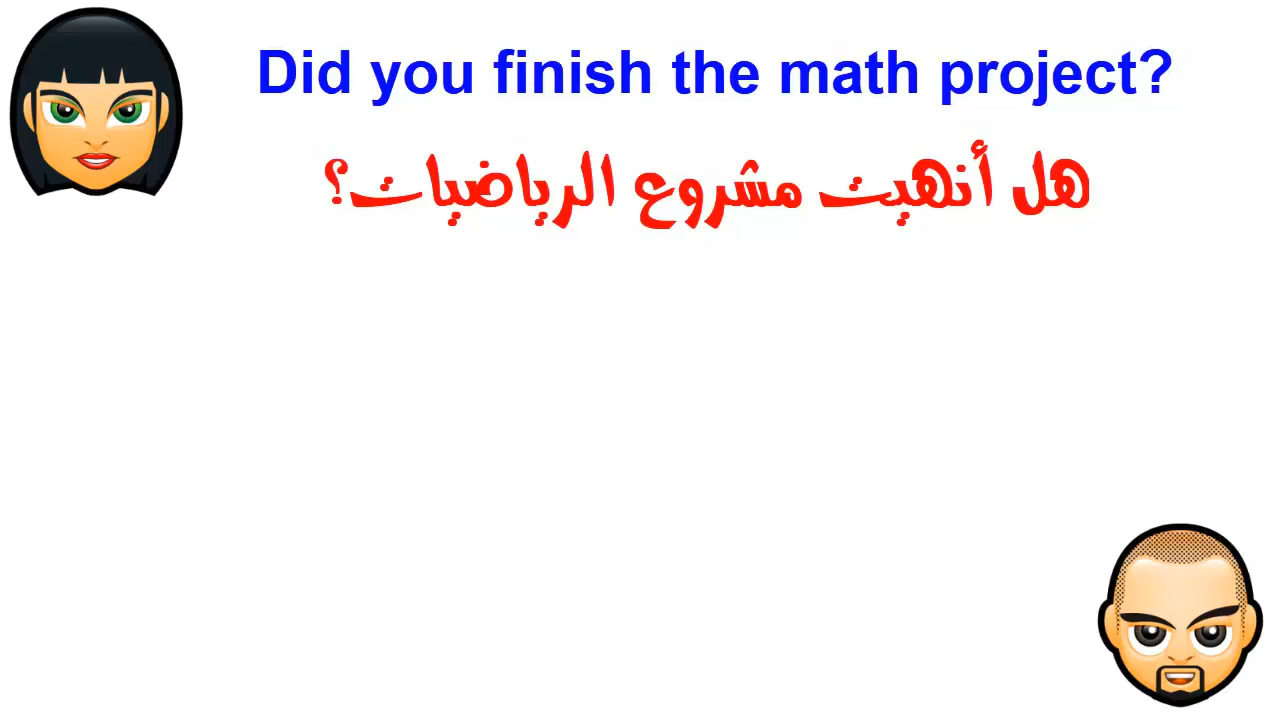 Did you finish the math project?
هل أنهيت مشروع الرياضيات؟